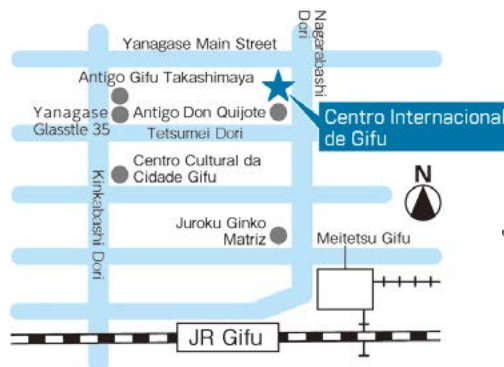 Yanagase Main Street
Nagarabashi
Dori
Antigo Gifu Takashimaya
Yanagase
Glasstle 35
Antigo Don Quijote
Centro Internacional
de Gifu
Tetsumei Dori
Centro Cultural da
Cidade Gifu
Kinkabashi Dori
N
Juroku Ginko
Matriz
Meitetsu Gifu
JR Gifu